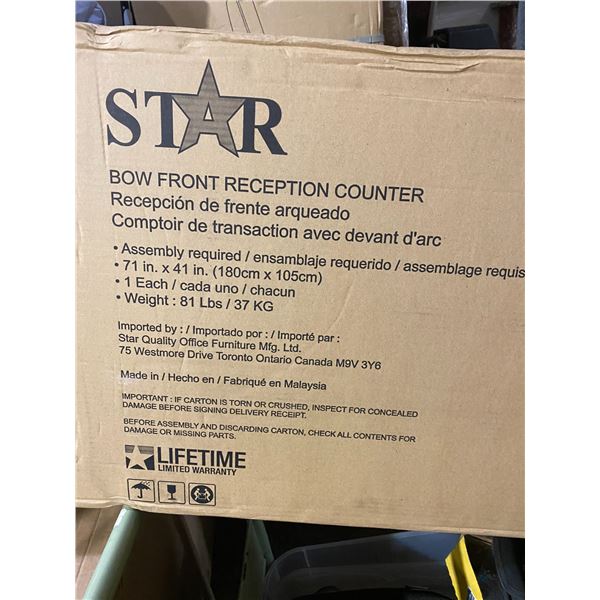 STAR
BOW FRONT RECEPTION COUNTER
Recepción de frente arqueado
Comptoir de transaction avec devant d'arc
• Assembly required / ensamblaje requerido / assemblage requis
• 71 in. x 41 in. (180cm x 105cm)
• 1 Each / cada uno / chacun
• Weight : 81 Lbs / 37 KG
Imported by : / Importado por : / Importé par :
Star Quality Office Furniture Mfg. Ltd.
75 Westmore Drive Toronto Ontario Canada M9V 3Y6
Made in / Hecho en / Fabriqué en Malaysia
IMPORTANT : IF CARTON IS TORN OR CRUSHED, INSPECT FOR CONCEALED
DAMAGE BEFORE SIGNING DELIVERY RECEIPT.
BEFORE ASSEMBLY AND DISCARDING CARTON, CHECK ALL CONTENTS FOR
DAMAGE OR MISSING PARTS.
LIFETIME
LIMITED WARRANTY